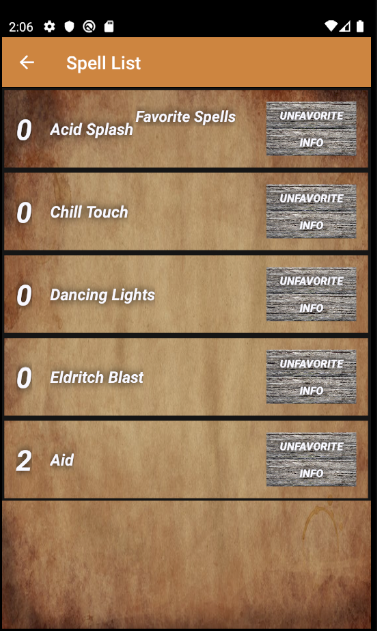 2:06
Spell List
Favorite Spells
0 Acid Splash UNFAVORITE
INFO
0 Chill Touch UNFAVORITE
INFO
0 Dancing Lights UNFAVORITE
INFO
0 Eldritch Blast UNFAVORITE
INFO
2 Aid UNFAVORITE
INFO